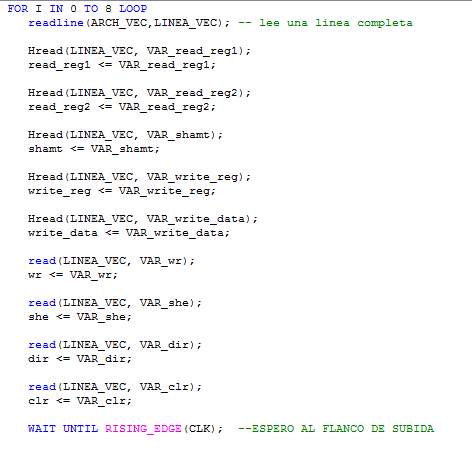 FOR I IN 0 TO 8 LOOP
readline(ARCH_VEC,LINEA_VEC); -- lee una linea completa
Hread(LINEA_VEC, VAR_read_reg1);
read_reg1 <= VAR_read_reg1;
Hread(LINEA_VEC, VAR_read_reg2);
read_reg2 <= VAR_read_reg2;
Hread(LINEA_VEC, VAR_shamt);
shamt <= VAR_shamt;
Hread(LINEA_VEC, VAR_write_reg);
write_reg <= VAR_write_reg;
Hread(LINEA_VEC, VAR_write_data);
write_data <= VAR_write_data;
read(LINEA_VEC, VAR_wr);
wr <= VAR_wr;
read(LINEA_VEC, VAR_she);
she <= VAR_she;
read(LINEA_VEC, VAR_dir);
dir <= VAR_dir;
read(LINEA_VEC, VAR_clr);
clr <= VAR_clr;
WAIT UNTIL RISING_EDGE(CLK); --ESPERO AL FLANCO DE SUBIDA